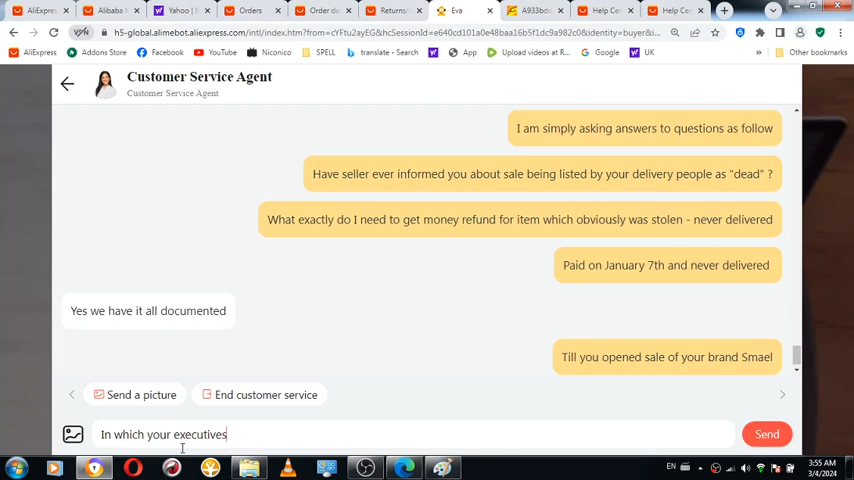 AliExpres
Alibaba
Yahoo |
Orders
Order de
Returns/
Eva
A933bdc
Help Cer
Help Cer
VPN
h5-global.alimebot.aliexpress.com/intl/index.htm?from=cYFtu2ayEG&hcSessionId=e640cd101a0e48baa16b5f1dc9a982c0&identity=buyer&i...
AliExpress
Addons Store
Facebook
YouTube
Niconico
SPELL
translate - Search
App
Upload videos at r...
Google
UK
Other bookmarks
Customer Service Agent
Customer Service Agent
I am simply asking answers to questions as follow
Have seller ever informed you about sale being listed by your delivery people as "dead" ?
What exactly do I need to get money refund for item which obviously was stolen - never delivered
Paid on January 7th and never delivered
Yes we have it all documented
Till you opened sale of your brand Smael
Send a picture
End customer service
In which your executives
Send
EN
3:55 AM
3/4/2024